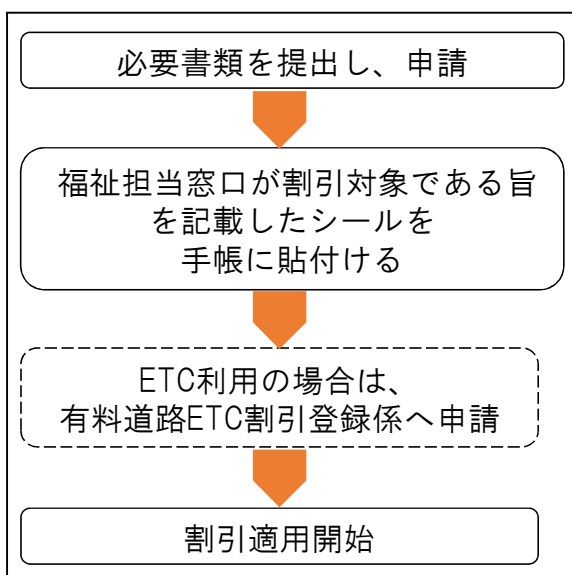 必要書類を提出し、申請
福祉担当窓口が割引対象である旨
を記載したシールを
手帳に貼付ける
ETC利用の場合は、
有料道路ETC割引登録係へ申請
割引適用開始